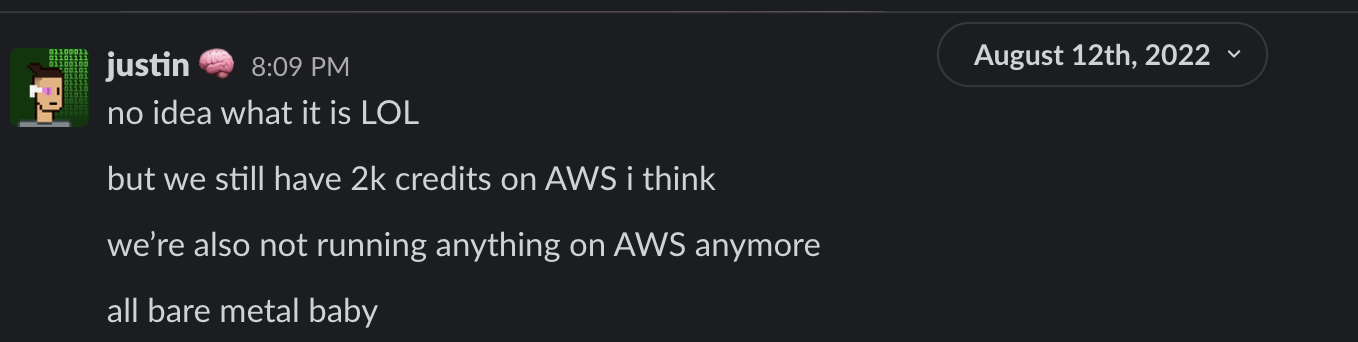 justin 🧠 8:09 PM
August 12th, 2022
no idea what it is LOL
but we still have 2k credits on AWS i think
we’re also not running anything on AWS anymore
all bare metal baby